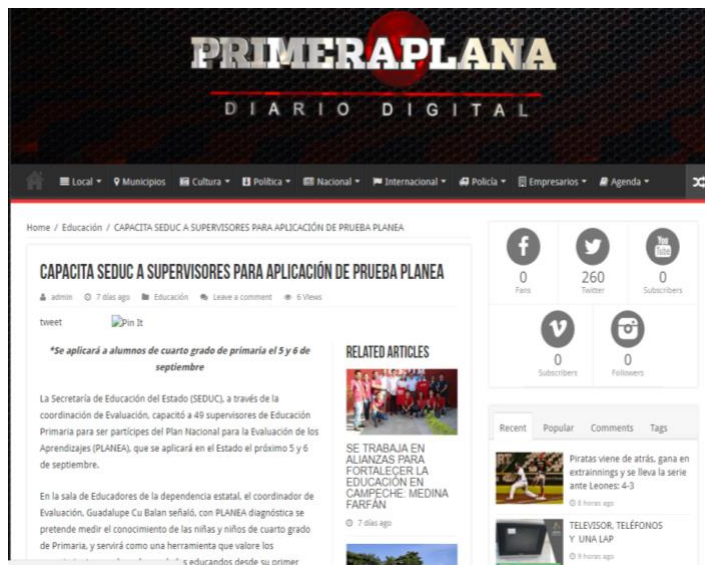 PRIMERAPLANA
DIARIO DIGITAL
Local
Municipios
Cultura
Política
Nacional
Internacional
Policía
Empresarios
Agenda
Home / Educación / CAPACITA SEDUC A SUPERVISORES PARA APLICACIÓN DE PRUEBA PLANEA
CAPACITA SEDUC A SUPERVISORES PARA APLICACIÓN DE PRUEBA PLANEA
admin 7 días ago Educación Leave a comment 6 Views
tweet Pin It
*Se aplicará a alumnos de cuarto grado de primaria el 5 y 6 de
septiembre
La Secretaría de Educación del Estado (SEDUC), a través de la
coordinación de Evaluación, capacitó a 49 supervisores de Educación
Primaria para ser partícipes del Plan Nacional para la Evaluación de los
Aprendizajes (PLANEA), que se aplicará en el Estado el próximo 5 y 6
de septiembre.
En la sala de Educadores de la dependencia estatal, el coordinador de
Evaluación, Guadalupe Cu Balan señaló, con PLANEA diagnóstica se
pretende medir el conocimiento de las niñas y niños de cuarto grado
de Primaria, y servirá como una herramienta que valore los
educandos desde su primer
RELATED ARTICLES
SE TRABAJA EN
ALIANZAS PARA
FORTALECER LA
EDUCACIÓN EN
CAMPECHE: MEDINA
FARFÁN
7 días ago
0
Fans
260
Twitter
You
Tube
0
Subscribers
0
Subscribers
0
Followers
Recent Popular Comments Tags
Piratas viene de atrás, gana en
extrainnings y se lleva la serie
ante Leones: 4-3
8 horas ago
TELEVISOR, TELÉFONOS
Y UNA LAP
9 horas ago